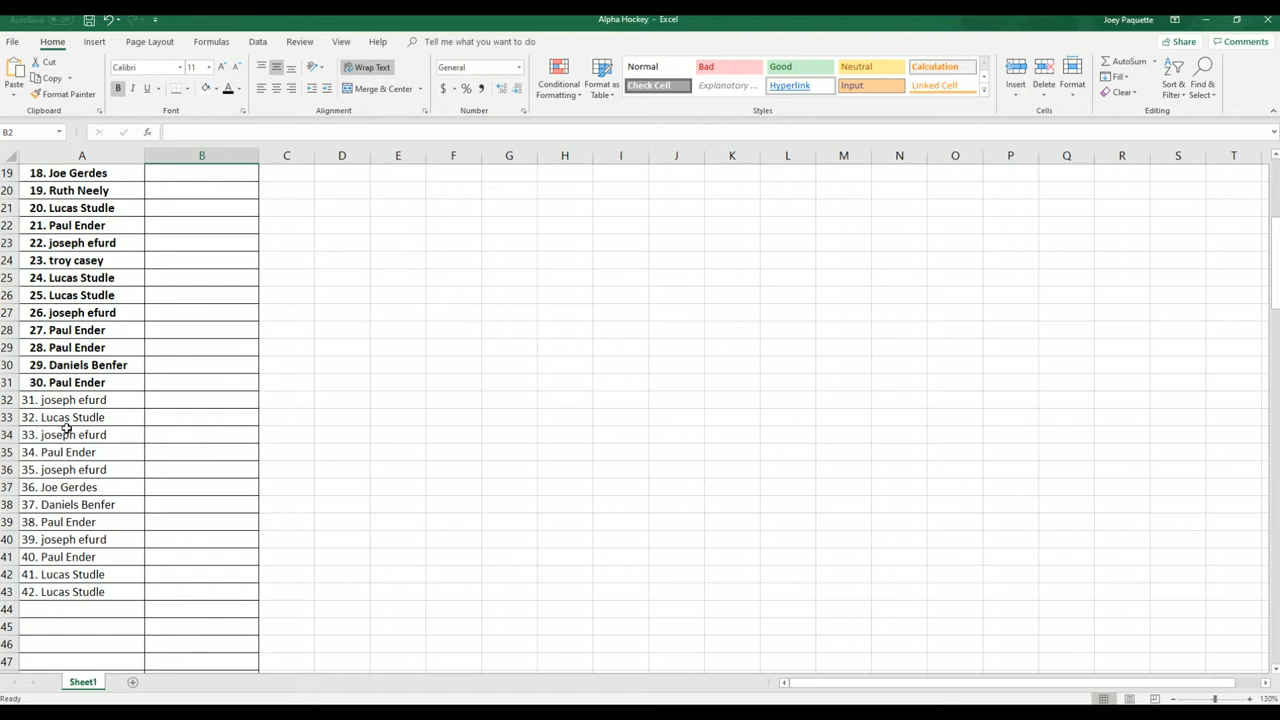 AutoSave Off
Alpha Hockey - Excel
Joey Paquette
File Home Insert Page Layout Formulas Data Review View Help Tell me what you want to do
Share Comments
Paste
Cut
Copy
Format Painter
Clipboard
Calibri 11
B I U
Font
Wrap Text
Merge & Center
Alignment
General
$ % ,
Number
Conditional Formatting
Format as Table
Normal Bad Good Neutral Calculation
Check Cell Explanatory ... Hyperlink Input Linked Cell
Styles
Insert Delete Format
Cells
AutoSum
Fill
Clear
Sort & Filter
Find & Select
Editing
B2
fx
A B C D E F G H I J K L M N O P Q R S T
19 18. Joe Gerdes
20 19. Ruth Neely
21 20. Lucas Studle
22 21. Paul Ender
23 22. joseph efurd
24 23. troy casey
25 24. Lucas Studle
26 25. Lucas Studle
27 26. joseph efurd
28 27. Paul Ender
29 28. Paul Ender
30 29. Daniels Benfer
31 30. Paul Ender
32 31. joseph efurd
33 32. Lucas Studle
34 33. joseph efurd
35 34. Paul Ender
36 35. joseph efurd
37 36. Joe Gerdes
38 37. Daniels Benfer
39 38. Paul Ender
40 39. joseph efurd
41 40. Paul Ender
42 41. Lucas Studle
43 42. Lucas Studle
44
45
46
47
Sheet1
Ready
130%